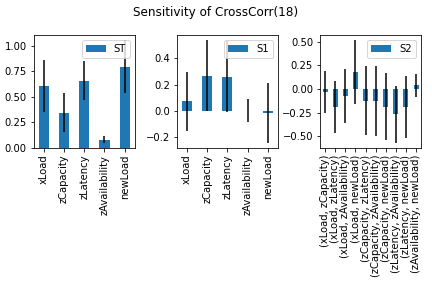 Sensitivity of CrossCorr(18)
ST
1.00
0.75
0.50
0.25
0.00
xLoad
zCapacity
zLatency
zAvailability
newLoad
S1
0.4
0.2
0.0
−0.2
xLoad
zCapacity
zLatency
zAvailability
newLoad
S2
0.50
0.25
0.00
−0.25
−0.50
(xLoad, zCapacity)
(xLoad, zLatency)
(xLoad, zAvailability)
(xLoad, newLoad)
(zCapacity, zLatency)
(zCapacity, zAvailability)
(zCapacity, newLoad)
(zLatency, zAvailability)
(zLatency, newLoad)
(zAvailability, newLoad)